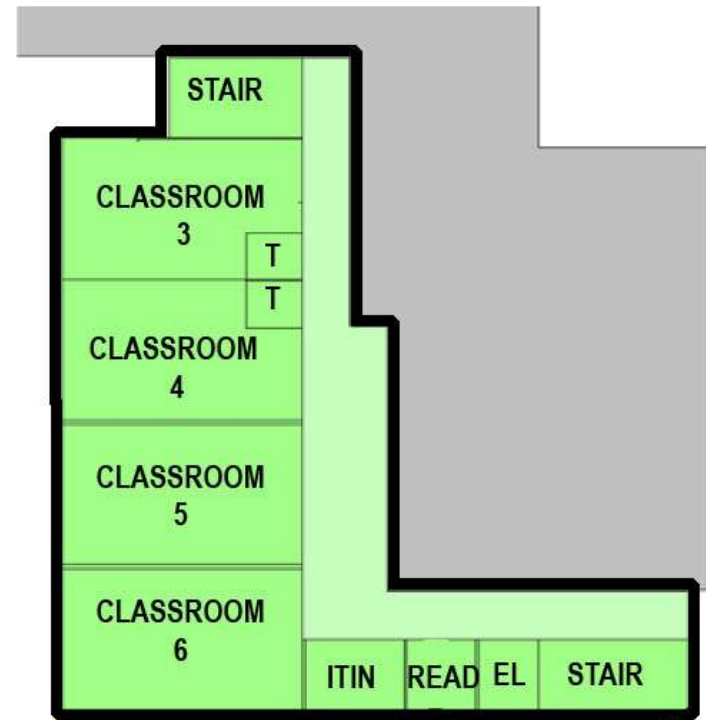 STAIR
CLASSROOM
3
T
T
CLASSROOM
4
CLASSROOM
5
CLASSROOM
6
ITIN
READ
EL
STAIR